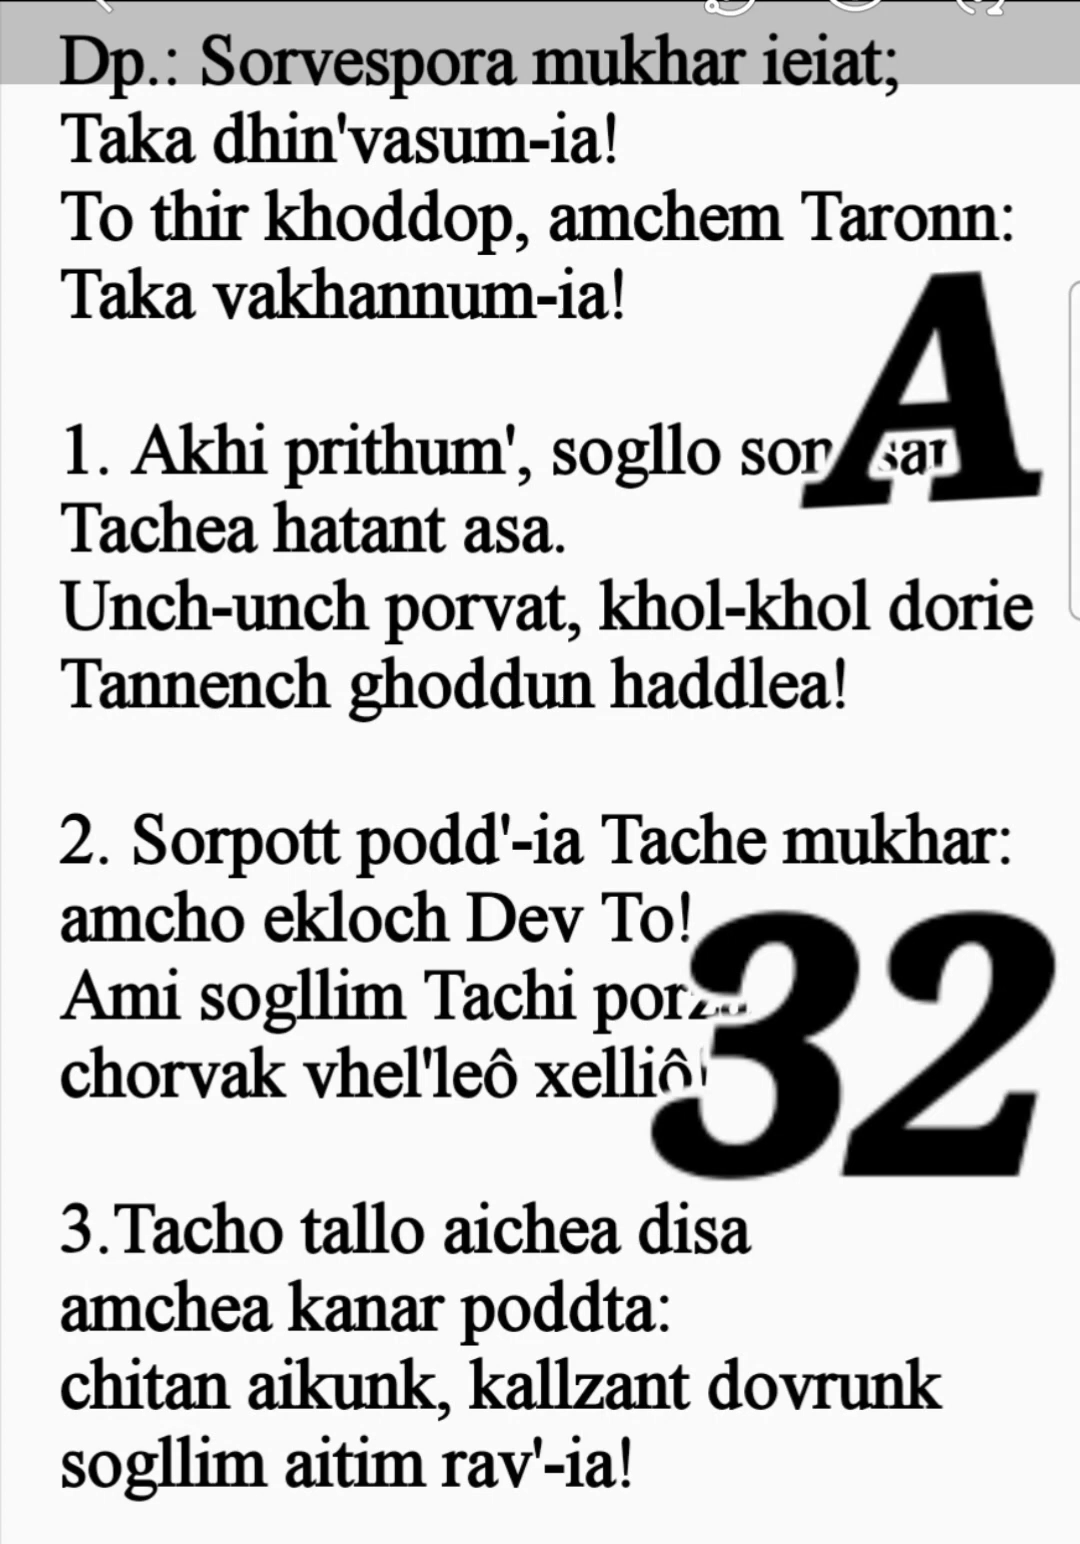 Dp.: Sorvespora mukhar ieiat;
Taka dhin'vasum-ia!
To thir khoddop, amchem Taronn:
Taka vakhannum-ia!
A
1. Akhi prithum', sogllo
Tachea hatant asa.
Unch-unch porvat, khol-khol dorie
Tannench ghoddun haddlea!
2. Sorpott podd'-ia Tache mukhar:
amcho ekloch Dev To!
32
Ami sogllim Tachi
chorvak vhel'leô xelliô!
3.Tacho tallo aichea disa
amchea kanar poddta:
chitan aikunk, kallzant dovrunk
sogllim aitim rav'-ia!